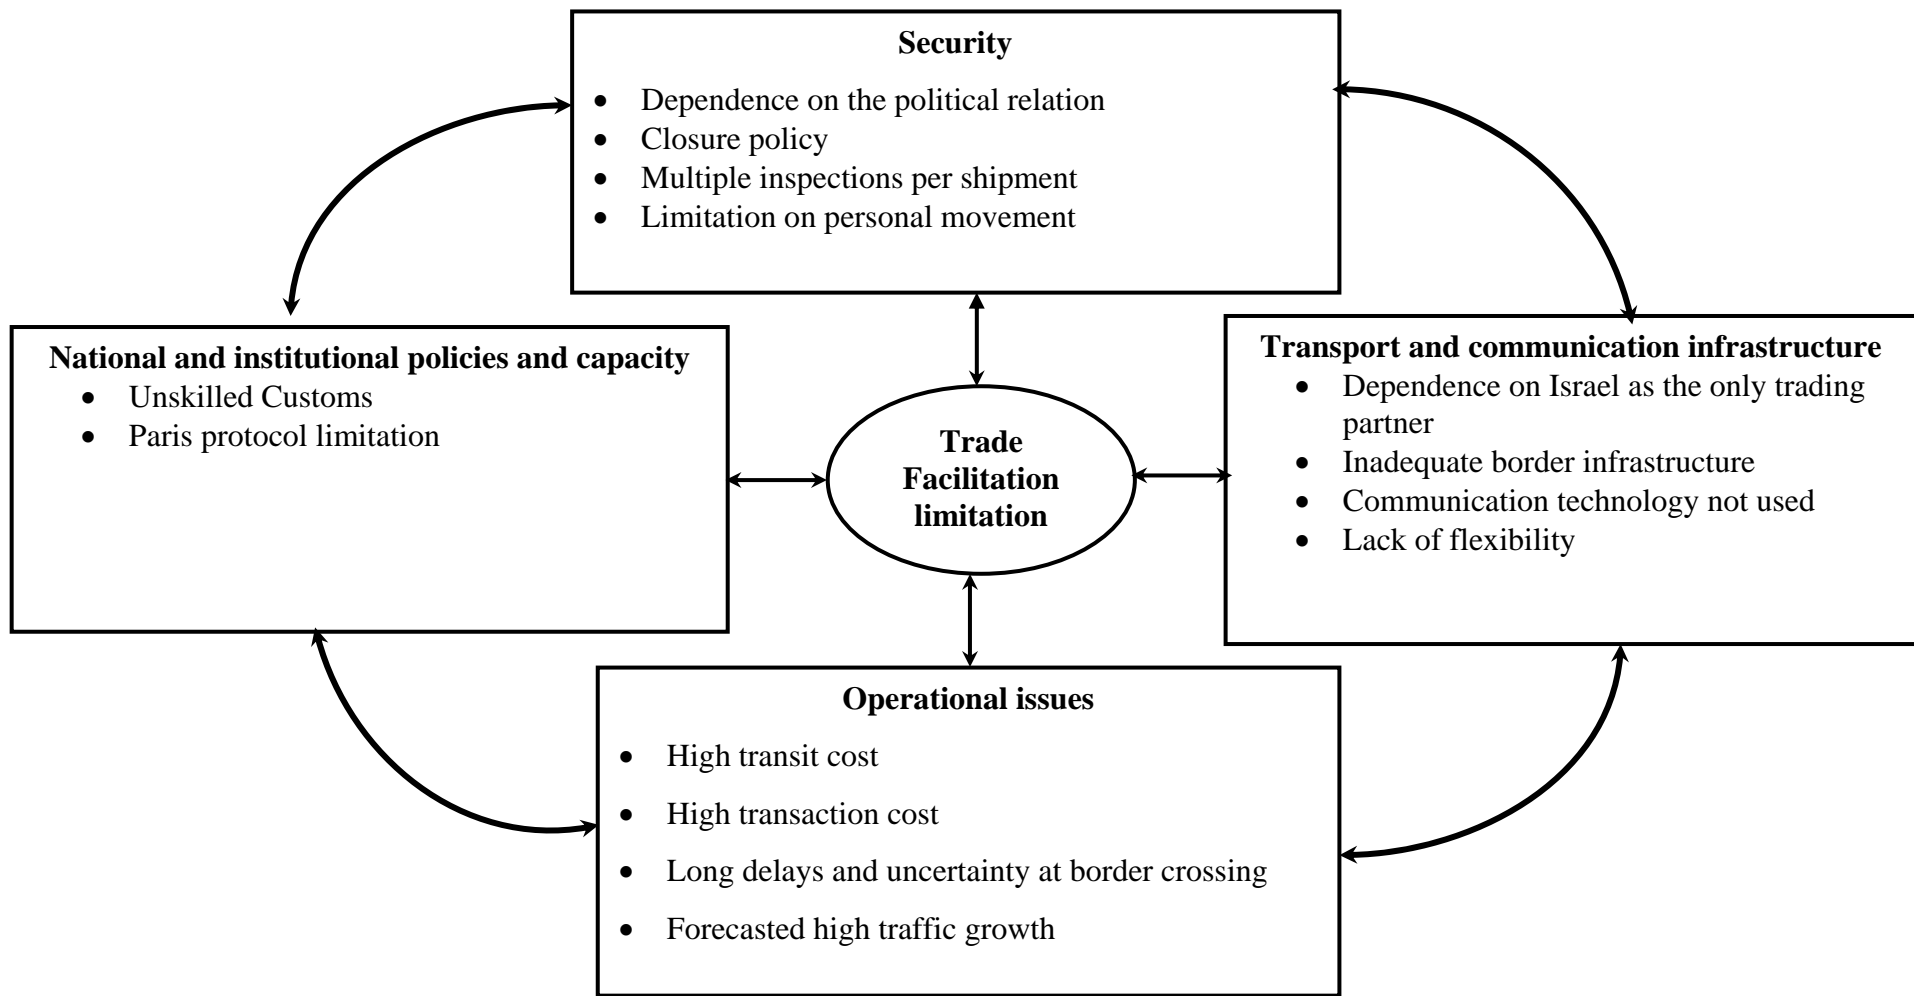 Security
• Dependence on the political relation
• Closure policy
• Multiple inspections per shipment
• Limitation on personal movement
National and institutional policies and capacity
• Unskilled Customs
• Paris protocol limitation
Trade
Facilitation
limitation
Transport and communication infrastructure
• Dependence on Israel as the only trading
partner
• Inadequate border infrastructure
• Communication technology not used
• Lack of flexibility
Operational issues
• High transit cost
• High transaction cost
• Long delays and uncertainty at border crossing
• Forecasted high traffic growth